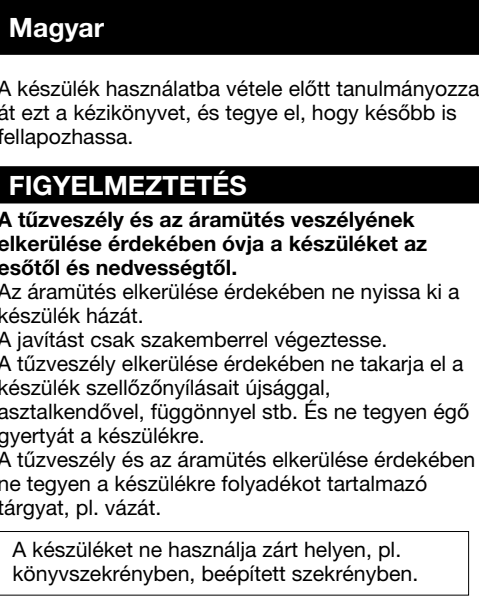 Magyar
A készülék használatba vétele előtt tanulmányozza
át ezt a kézikönyvet, és tegye el, hogy később is
fellapozhassa.
FIGYELMEZTETÉS
A tűzveszély és az áramütés veszélyének
elkerülése érdekében óvja a készüléket az
esőtől és nedvességtől.
Az áramütés elkerülése érdekében ne nyissa ki a
készülék házát.
A javítást csak szakemberrel végeztesse.
A tűzveszély elkerülése érdekében ne takarja el a
készülék szellőzőnyílásait újsággal,
asztalkendővel, függönnyel stb. És ne tegyen égő
gyertyát a készülékre.
A tűzveszély és az áramütés elkerülése érdekében
ne tegyen a készülékre folyadékot tartalmazó
tárgyat, pl. vázát.
A készüléket ne használja zárt helyen, pl.
könyvszekrényben, beépített szekrényben.